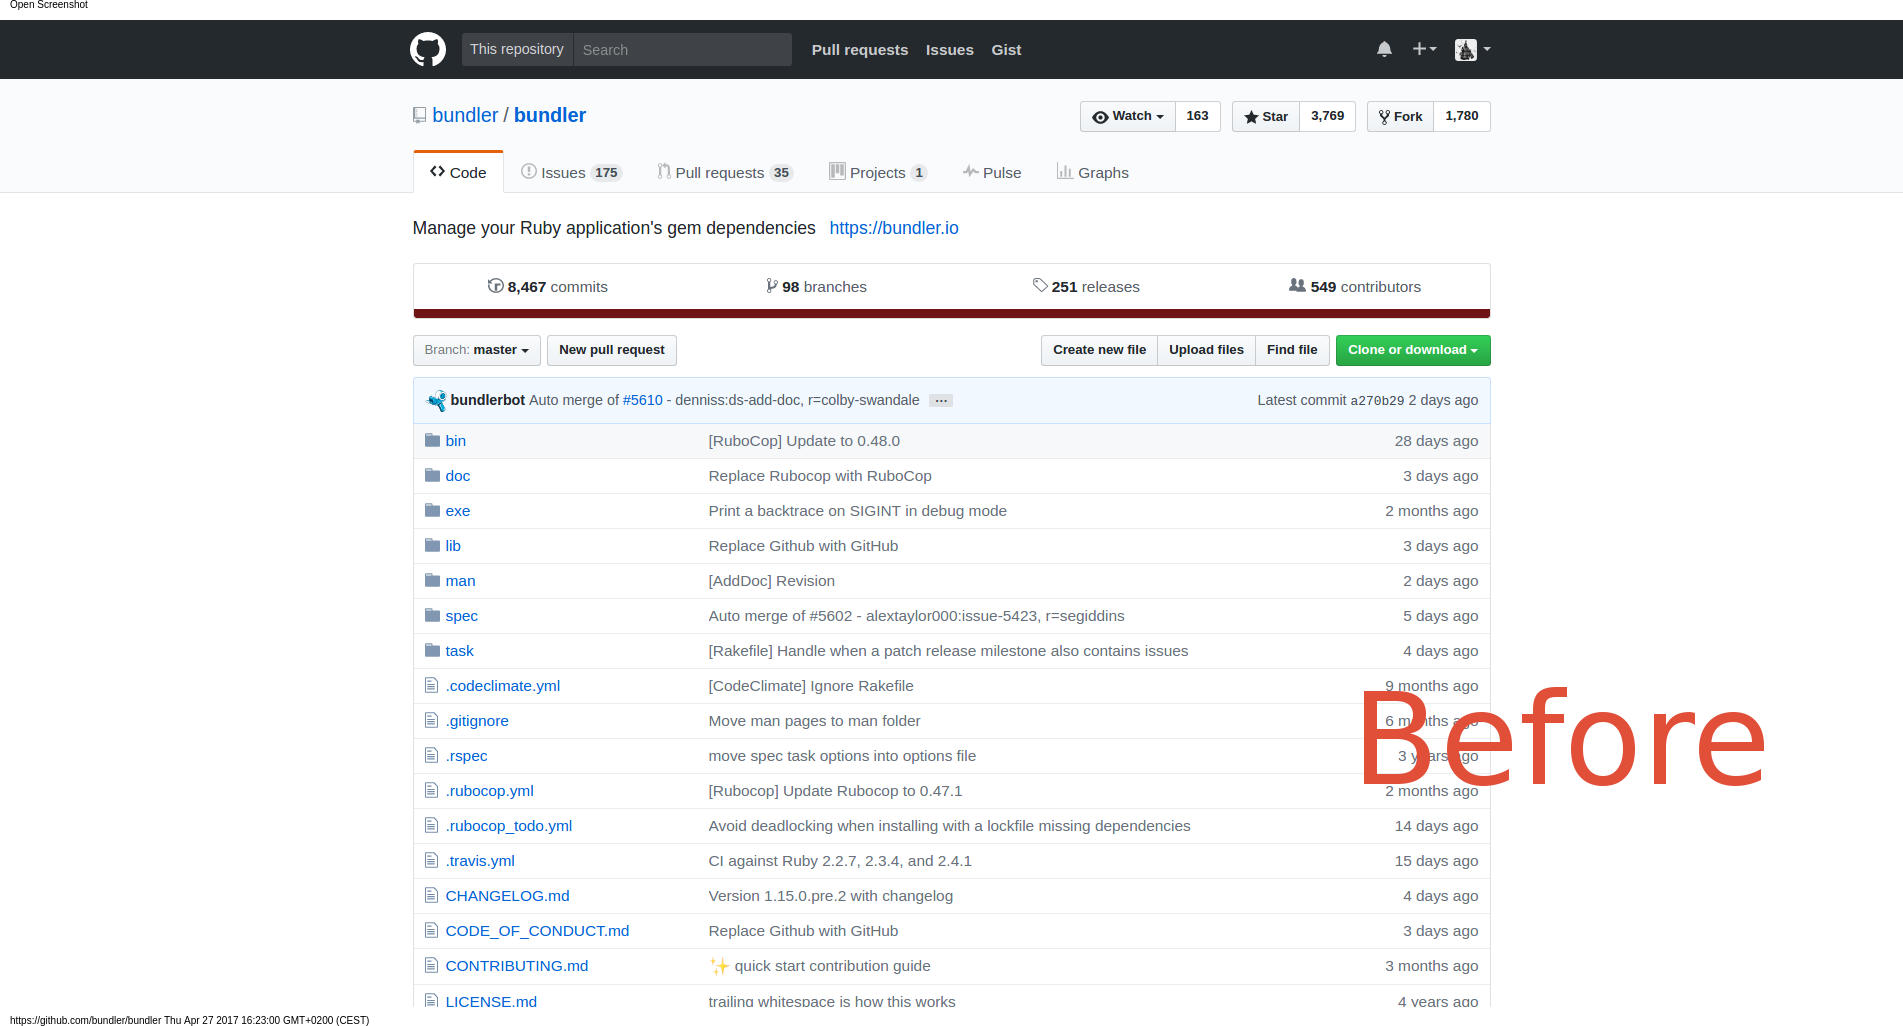 Open Screenshot
This repository Search Pull requests Issues Gist
bundler / bundler Watch 163 Star 3,769 Fork 1,780
Code Issues 175 Pull requests 35 Projects 1 Pulse Graphs
Manage your Ruby application's gem dependencies https://bundler.io
8,467 commits 98 branches 251 releases 549 contributors
Branch: master New pull request Create new file Upload files Find file Clone or download
bundlerbot Auto merge of #5610 - denniss:ds-add-doc, r=colby-swandale … Latest commit a270b29 2 days ago
bin [RuboCop] Update to 0.48.0 28 days ago
doc Replace Rubocop with RuboCop 3 days ago
exe Print a backtrace on SIGINT in debug mode 2 months ago
lib Replace Github with GitHub 3 days ago
man [AddDoc] Revision 2 days ago
spec Auto merge of #5602 - alextaylor000:issue-5423, r=segiddins 5 days ago
task [Rakefile] Handle when a patch release milestone also contains issues 4 days ago
.codeclimate.yml [CodeClimate] Ignore Rakefile 9 months ago
.gitignore Move man pages to man folder 6 months ago
.rspec move spec task options into options file 3 years ago
Before
.rubocop.yml [Rubocop] Update Rubocop to 0.47.1 2 months ago
.rubocop_todo.yml Avoid deadlocking when installing with a lockfile missing dependencies 14 days ago
.travis.yml CI against Ruby 2.2.7, 2.3.4, and 2.4.1 15 days ago
CHANGELOG.md Version 1.15.0.pre.2 with changelog 4 days ago
CODE_OF_CONDUCT.md Replace Github with GitHub 3 days ago
CONTRIBUTING.md ✨ quick start contribution guide 3 months ago
LICENSE.md trailing whitespace is how this works 4 years ago
https://github.com/bundler/bundler Thu Apr 27 2017 16:23:00 GMT+0200 (CEST)